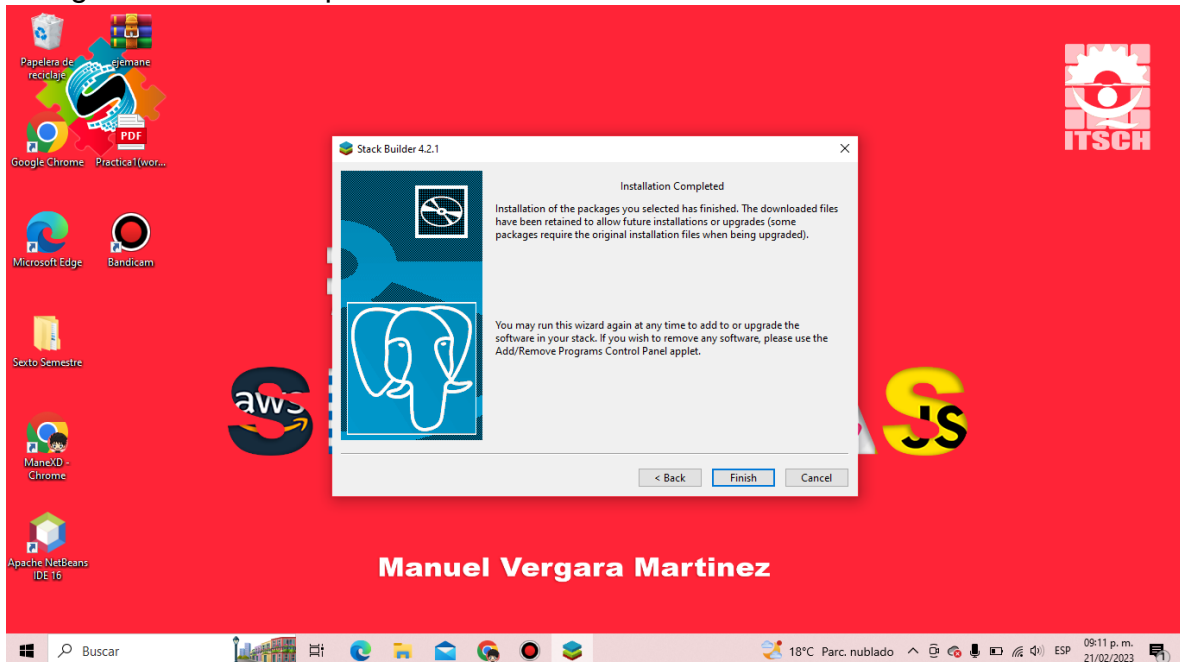 Papelera de
reciclaje
ejemane
Google Chrome
PDF
Practica1(wor...
Microsoft Edge
Bandicam
Sexto Semestre
ManeXD -
Chrome
Apache NetBeans
IDE 16
ITSCH
Stack Builder 4.2.1
Installation Completed
Installation of the packages you selected has finished. The downloaded files
have been retained to allow future installations or upgrades (some
packages require the original installation files when being upgraded).
You may run this wizard again at any time to add to or upgrade the
software in your stack. If you wish to remove any software, please use the
Add/Remove Programs Control Panel applet.
< Back
Finish
Cancel
aws
JS
Manuel Vergara Martinez
Buscar
18°C Parc. nublado
ESP
09:11 p. m.
21/02/2023